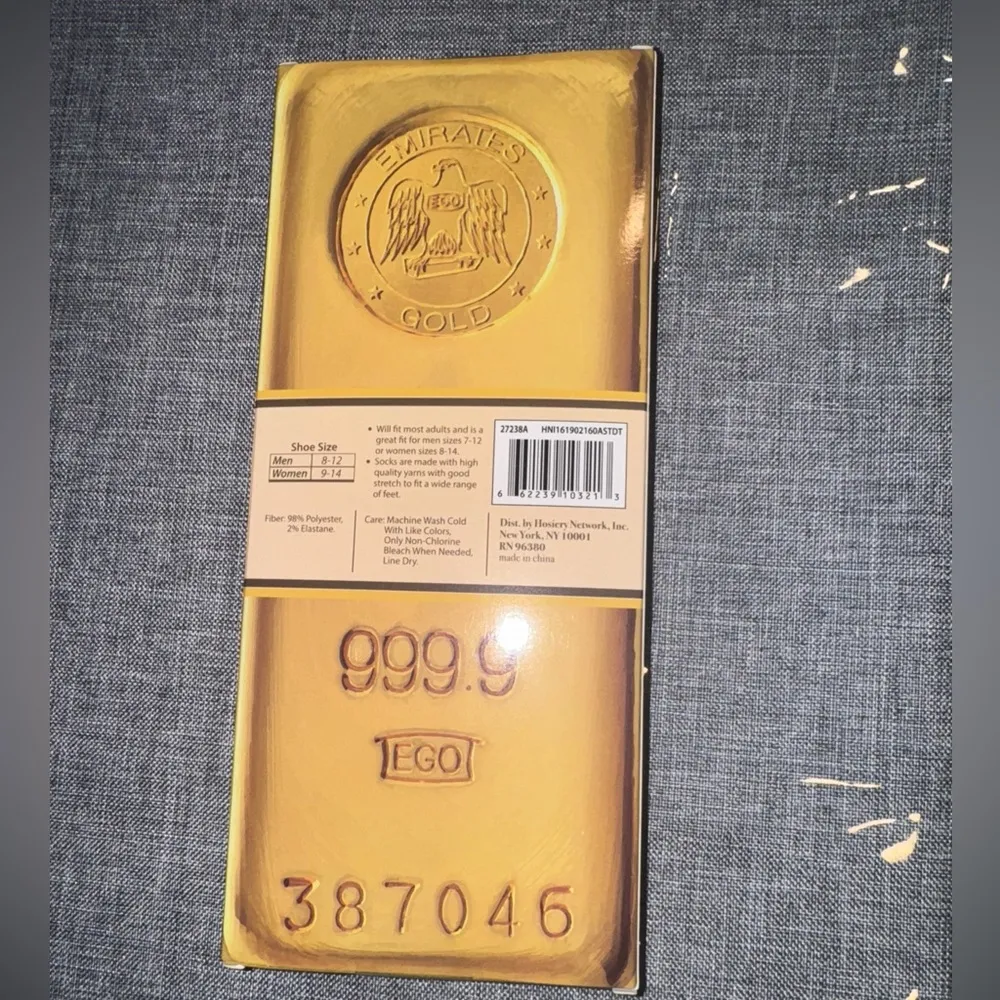 EMIRATES
EGO
GOLD
Shoe Size
Men 8-12
Women 9-14
• Will fit most adults and is a
great fit for men sizes 7-12
or women sizes 8-14.
• Socks are made with high
quality yarns with good
stretch to fit a wide range
of feet.
27238A HNI161902160ASTDT
6 62239 10321 3
Fiber: 98% Polyester,
2% Elastane.
Care: Machine Wash Cold
With Like Colors,
Only Non-Chlorine
Bleach When Needed,
Line Dry.
Dist. by Hosiery Network, Inc.
New York, NY 10001
RN 96380
made in china
999.9
EGO
387046